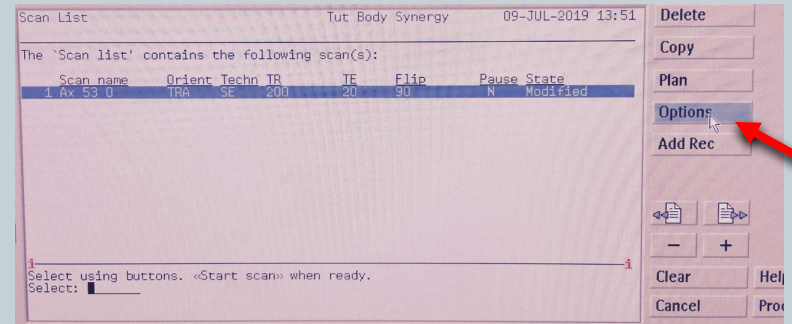 Scan List Tut Body Synergy 09-JUL-2019 13:51
The `Scan list' contains the following scan(s):
Scan name Orient Techn TR TE Flip Pause State
1 Ax 53 0 TRA SE 200 20 90 N Modified
i i
Select using buttons. «Start scan» when ready.
Select:
Delete
Copy
Plan
Options
Add Rec
− +
Clear
Cancel